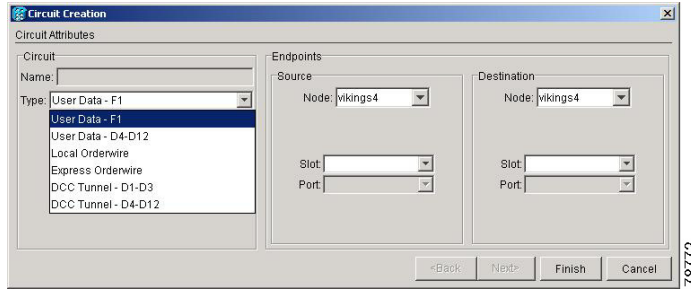 Circuit Creation
Circuit Attributes
Circuit
Name:
Type: User Data - F1
User Data - F1
User Data - D4-D12
Local Orderwire
Express Orderwire
DCC Tunnel - D1-D3
DCC Tunnel - D4-D12
Endpoints
Source
Node: vikings4
Slot:
Port:
Destination
Node: vikings4
Slot:
Port:
<Back Next> Finish Cancel
78772